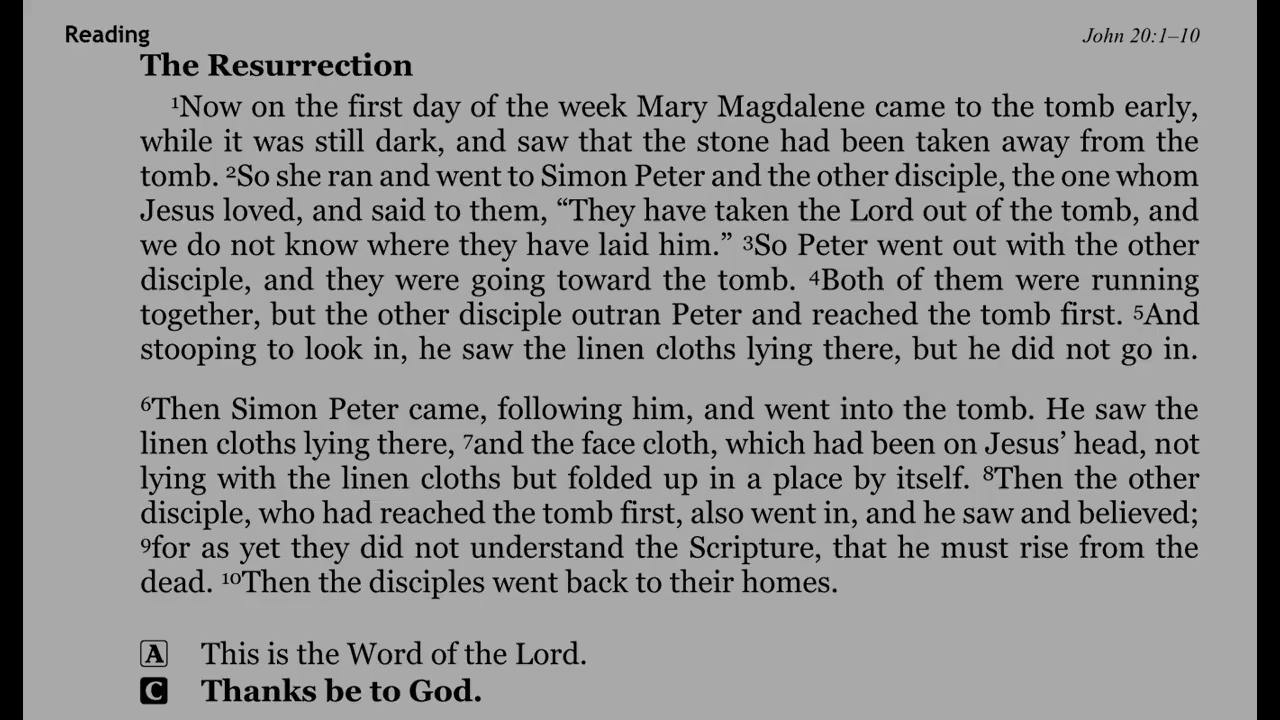 Reading
John 20:1–10
The Resurrection
¹Now on the first day of the week Mary Magdalene came to the tomb early,
while it was still dark, and saw that the stone had been taken away from the
tomb. ²So she ran and went to Simon Peter and the other disciple, the one whom
Jesus loved, and said to them, “They have taken the Lord out of the tomb, and
we do not know where they have laid him.” ³So Peter went out with the other
disciple, and they were going toward the tomb. ⁴Both of them were running
together, but the other disciple outran Peter and reached the tomb first. ⁵And
stooping to look in, he saw the linen cloths lying there, but he did not go in.
⁶Then Simon Peter came, following him, and went into the tomb. He saw the
linen cloths lying there, ⁷and the face cloth, which had been on Jesus’ head, not
lying with the linen cloths but folded up in a place by itself. ⁸Then the other
disciple, who had reached the tomb first, also went in, and he saw and believed;
⁹for as yet they did not understand the Scripture, that he must rise from the
dead. ¹⁰Then the disciples went back to their homes.
A This is the Word of the Lord.
C Thanks be to God.